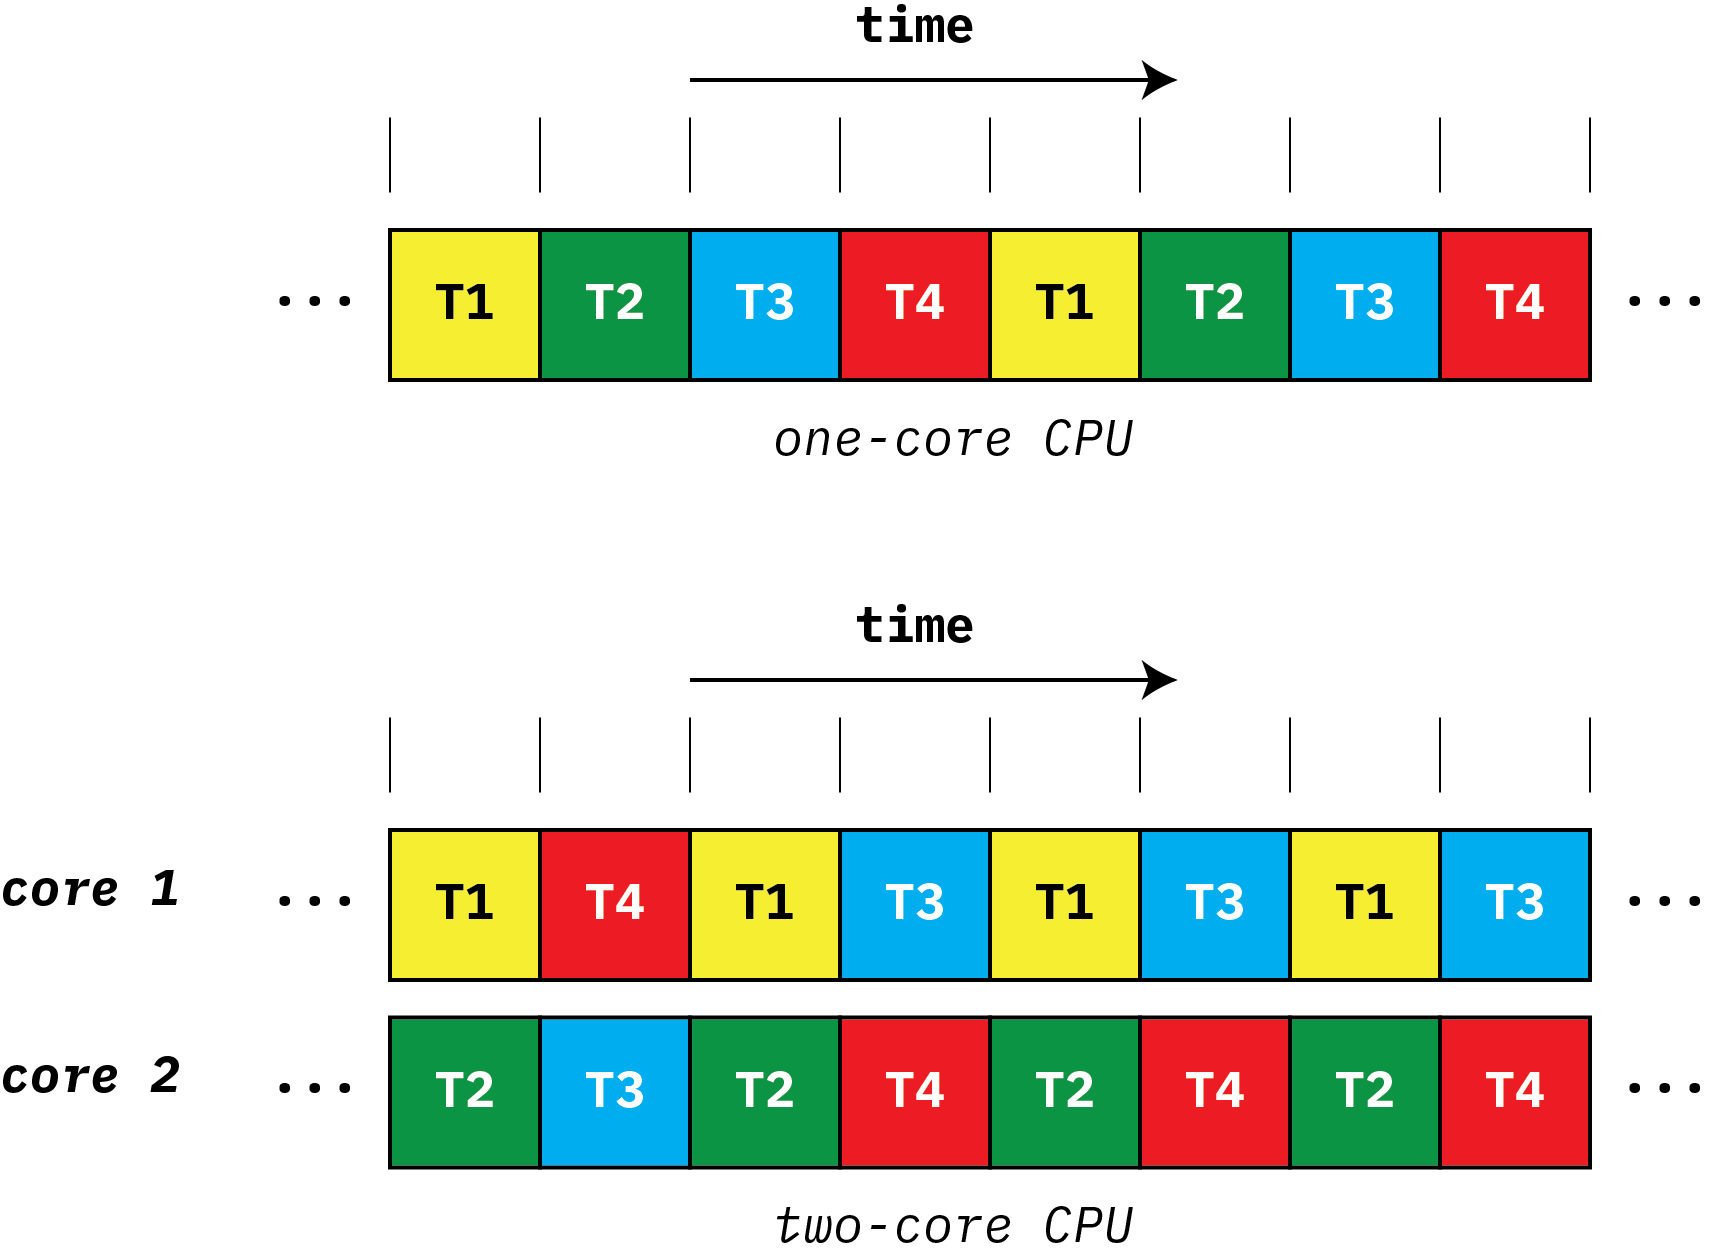 time
... T1 T2 T3 T4 T1 T2 T3 T4 ...
one-core CPU
time
core 1 ... T1 T4 T1 T3 T1 T3 T1 T3 ...
core 2 ... T2 T3 T2 T4 T2 T4 T2 T4 ...
two-core CPU